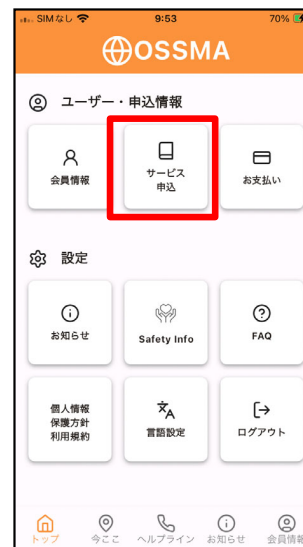 SIMなし 9:53 70%
OSSMA
ユーザー・申込情報
会員情報
サービス
申込
お支払い
設定
お知らせ
Safety Info
FAQ
個人情報
保護方針
利用規約
言語設定
ログアウト
トップ 今ここ ヘルプライン お知らせ 会員情報